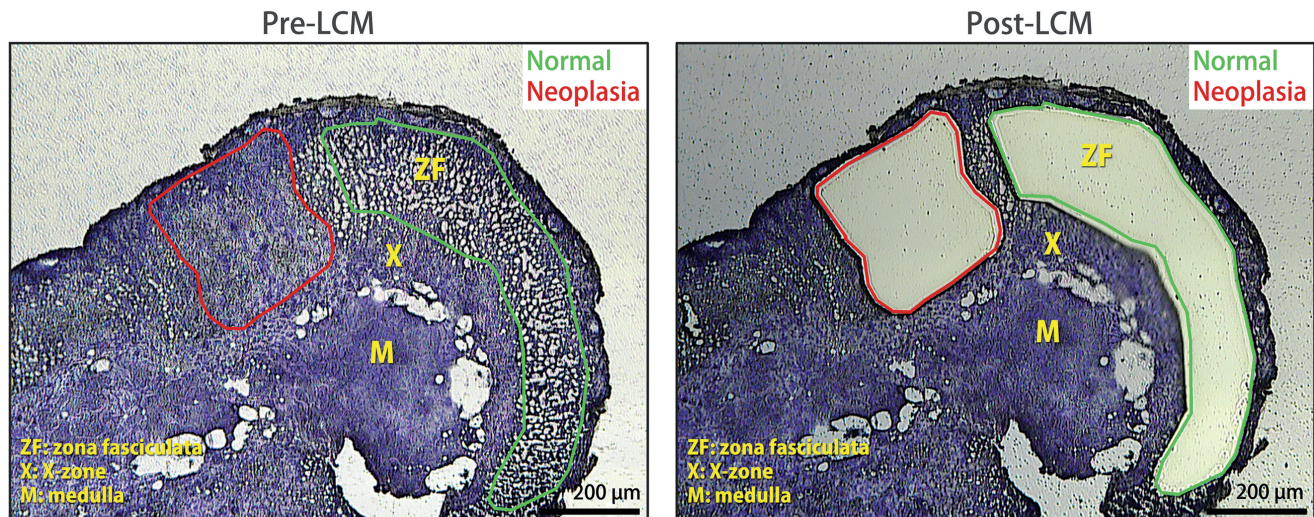 Pre-LCM
Normal
Neoplasia
ZF
X
M
ZF: zona fasciculata
X: X-zone
M: medulla
200 µm
Post-LCM
Normal
Neoplasia
ZF
X
M
ZF: zona fasciculata
X: X-zone
M: medulla
200 µm